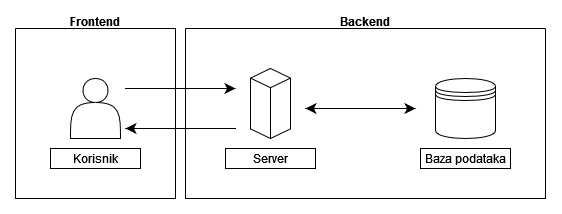 Frontend
Backend
Korisnik
Server
Baza podataka